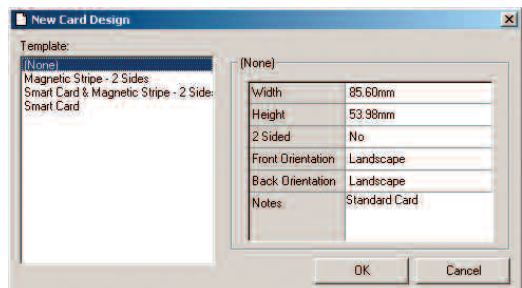 New Card Design
Template:
(None)
Magnetic Stripe - 2 Sides
Smart Card & Magnetic Stripe - 2 Side
Smart Card
(None)
Width 85.60mm
Height 53.98mm
2 Sided No
Front Orientation Landscape
Back Orientation Landscape
Notes Standard Card
OK Cancel